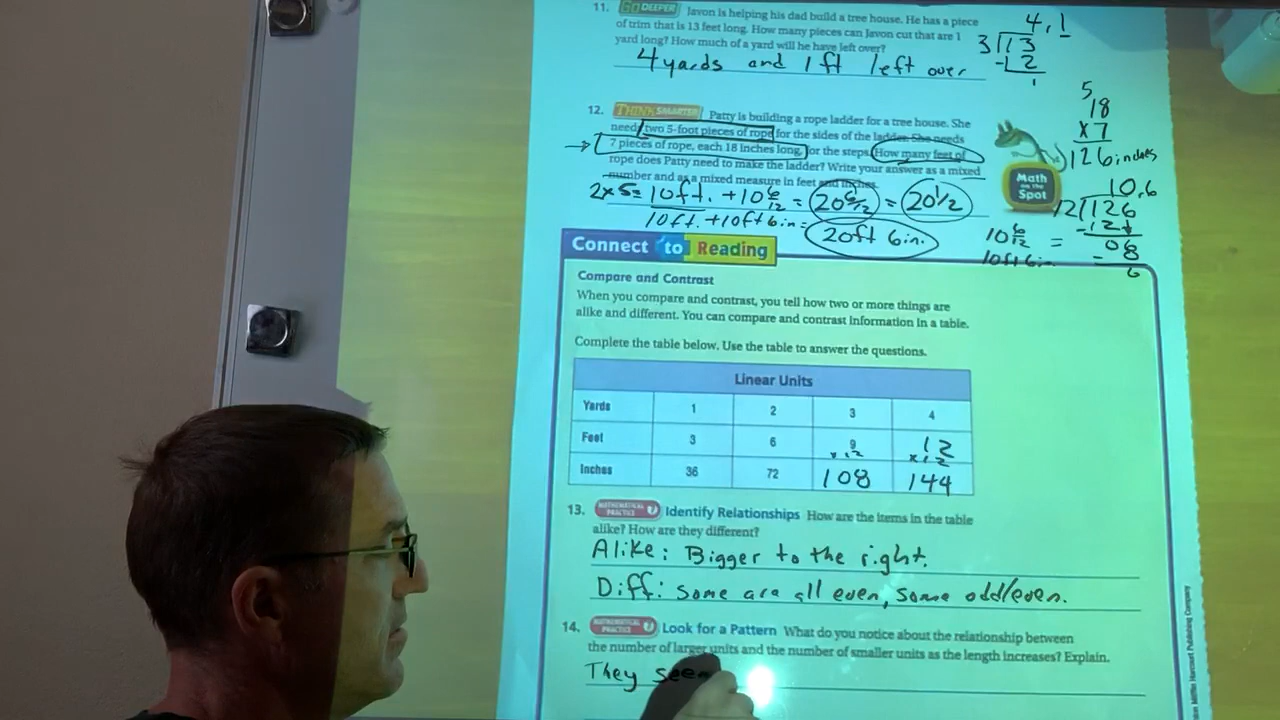 11. GO DEEPER Javon is helping his dad build a tree house. He has a piece
of trim that is 13 feet long. How many pieces can Javon cut that are 1
yard long? How much of a yard will he have left over?
4 yards and 1 ft left over
4,1
3 13
-12
1
12. THINK SMARTER Patty is building a rope ladder for a tree house. She
needs two 5-foot pieces of rope for the sides of the ladder. She needs
7 pieces of rope, each 18 inches long, for the steps. How many feet of
rope does Patty need to make the ladder? Write your answer as a mixed
number and as a mixed measure in feet and inches.
2x5= 10ft. +10 6/12 = 20 6/12 = 20 1/2
10ft. +10ft 6in= 20ft 6in.
5
18
x7
126 inches
Math
on the
Spot
10,6
12 126
-12↓
06
-
6
10 6/12 =
10ft 6in.
Connect to Reading
Compare and Contrast
When you compare and contrast, you tell how two or more things are
alike and different. You can compare and contrast information in a table.
Complete the table below. Use the table to answer the questions.
Linear Units
Yards 1 2 3 4
Feet 3 6 9 12
x12 x12
Inches 36 72 108 144
13. MATHEMATICAL PRACTICE 7 Identify Relationships How are the items in the table
alike? How are they different?
Alike: Bigger to the right.
Diff: Some are all even, some odd/even.
14. MATHEMATICAL PRACTICE 7 Look for a Pattern What do you notice about the relationship between
the number of larger units and the number of smaller units as the length increases? Explain.
They see
Mifflin Harcourt Publishing Company